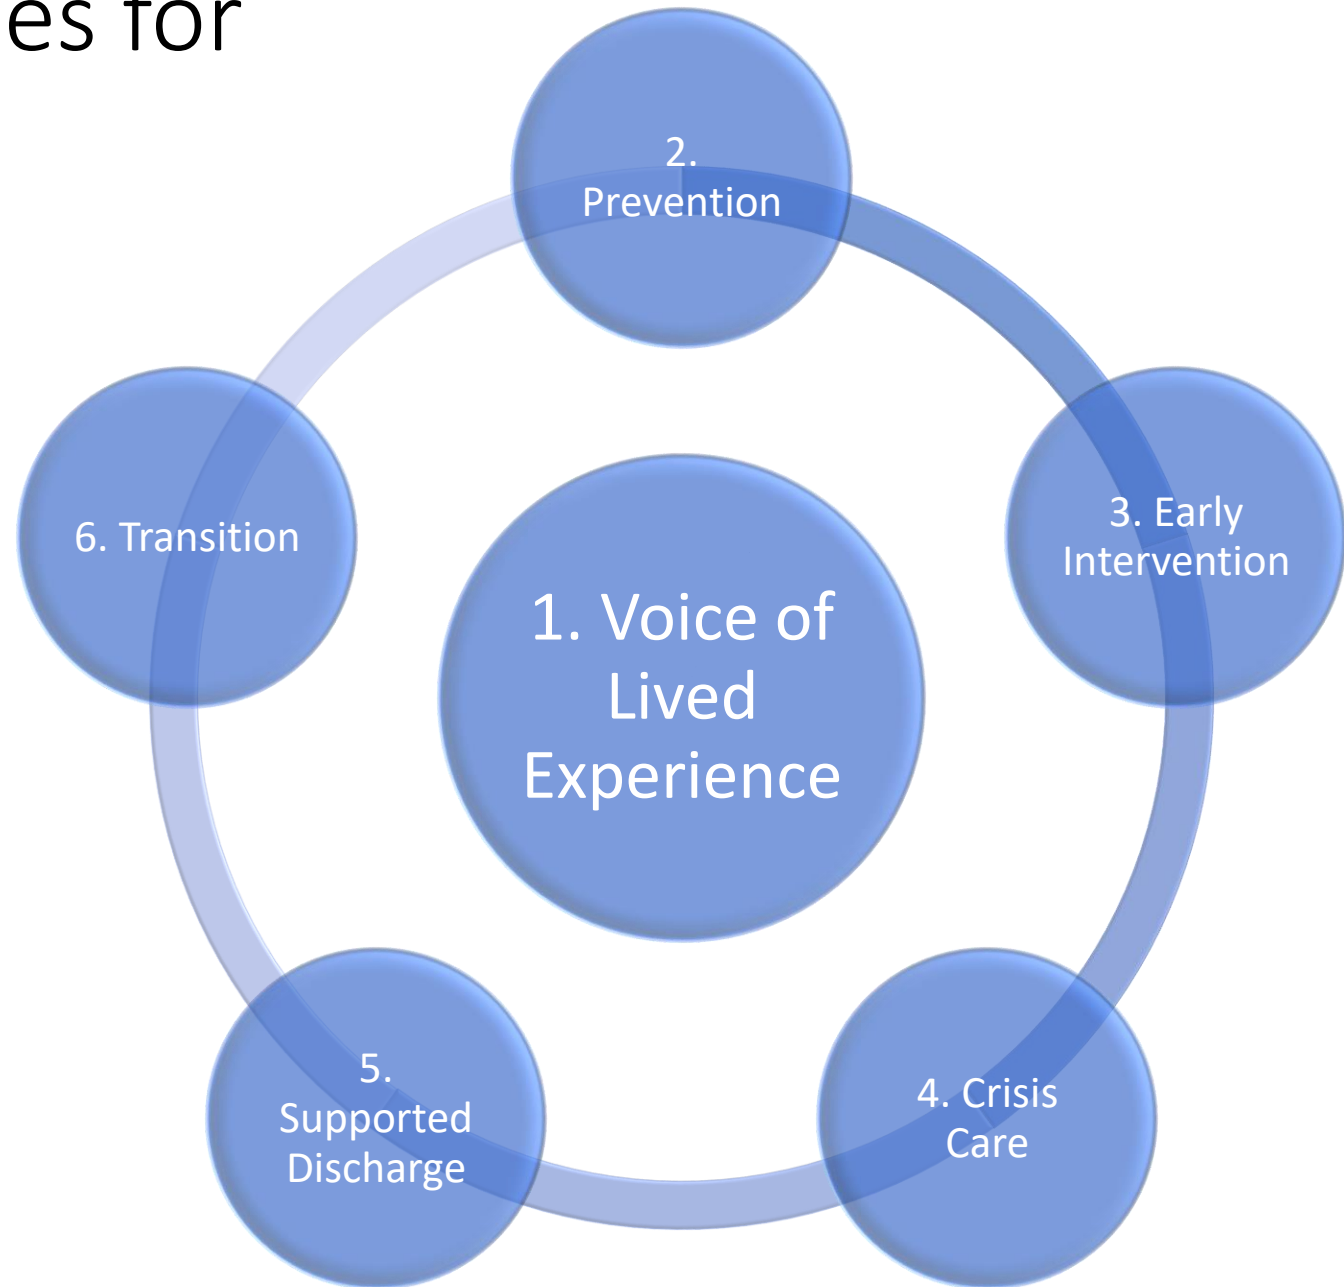 es for
2.
Prevention
3. Early
Intervention
6. Transition
1. Voice of
Lived
Experience
5.
Supported
Discharge
4. Crisis
Care